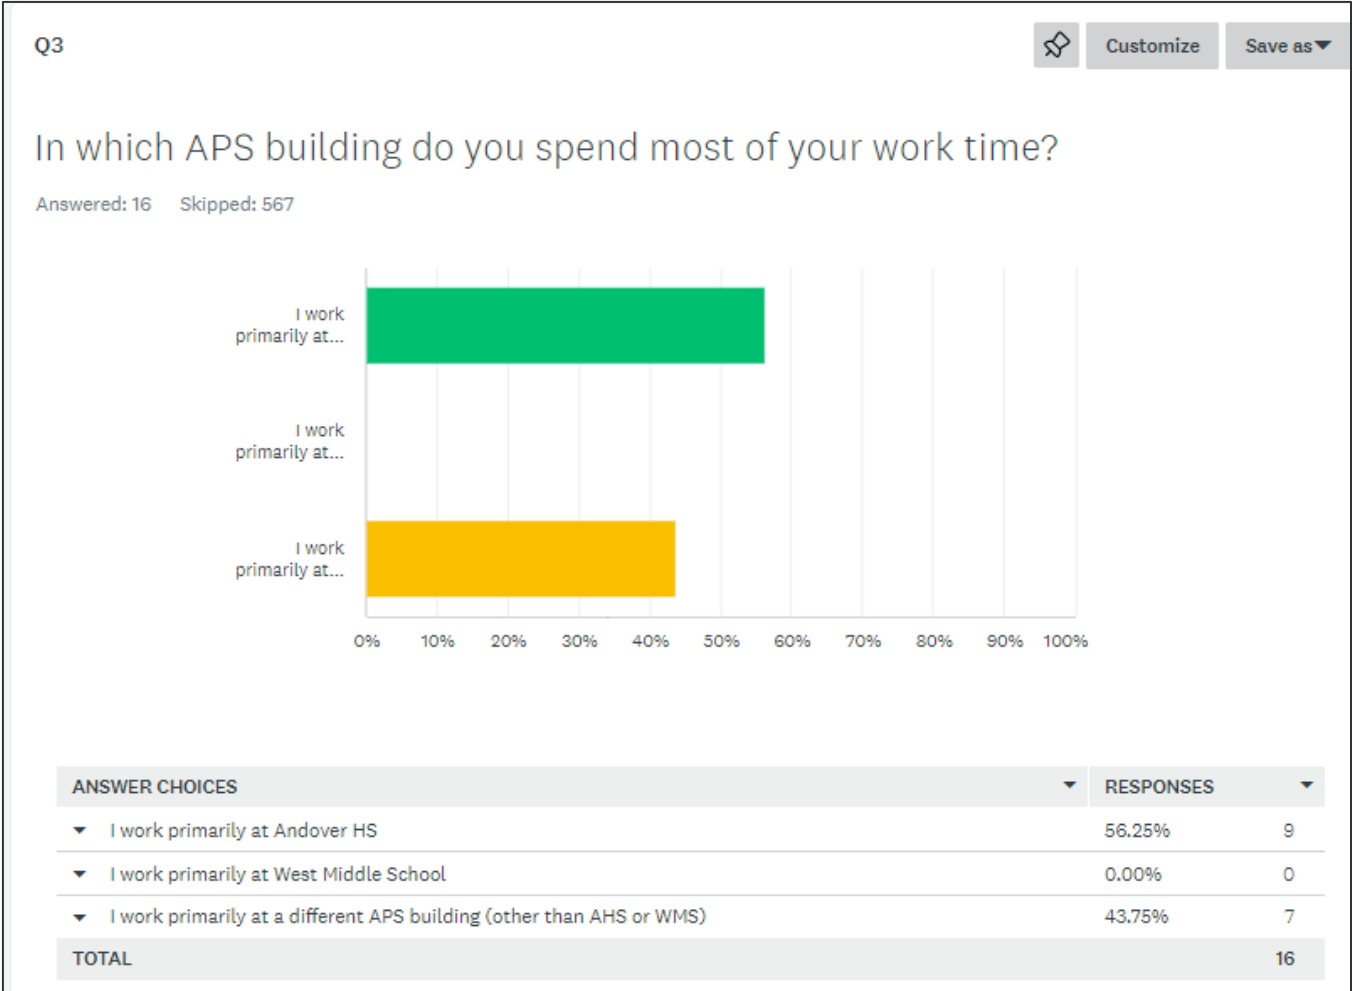 Q3
Customize
Save as
In which APS building do you spend most of your work time?
Answered: 16 Skipped: 567
I work
primarily at...
I work
primarily at...
I work
primarily at...
0% 10% 20% 30% 40% 50% 60% 70% 80% 90% 100%
ANSWER CHOICES RESPONSES
I work primarily at Andover HS 56.25% 9
I work primarily at West Middle School 0.00% 0
I work primarily at a different APS building (other than AHS or WMS) 43.75% 7
TOTAL 16